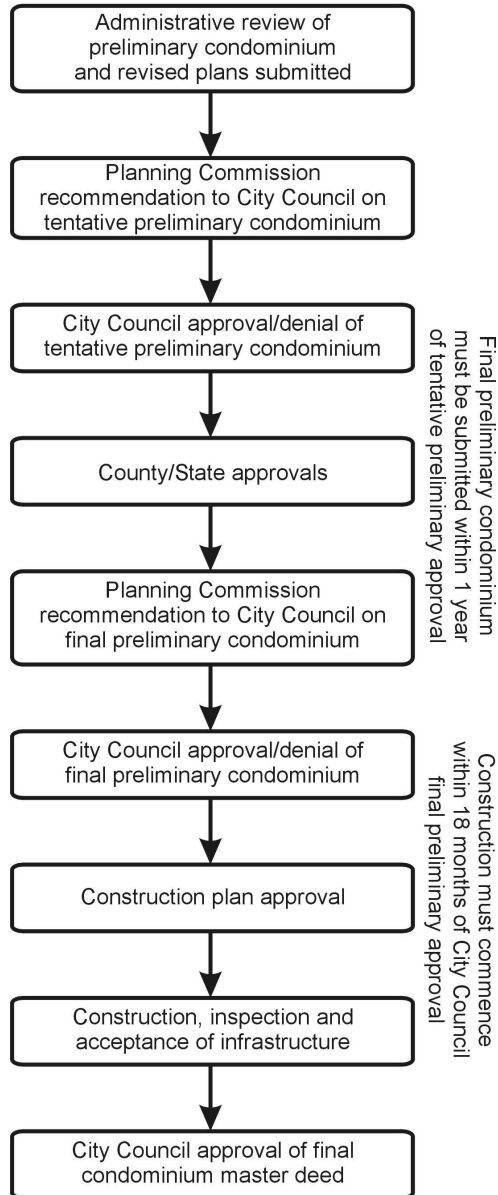 Administrative review of
preliminary condominium
and revised plans submitted
Planning Commission
recommendation to City Council on
tentative preliminary condominium
City Council approval/denial of
tentative preliminary condominium
County/State approvals
Planning Commission
recommendation to City Council on
final preliminary condominium
City Council approval/denial of
final preliminary condominium
Construction plan approval
Construction, inspection and
acceptance of infrastructure
City Council approval of final
condominium master deed
Final preliminary condominium
must be submitted within 1 year
of tentative preliminary approval
Construction must commence
within 18 months of City Council
final preliminary approval